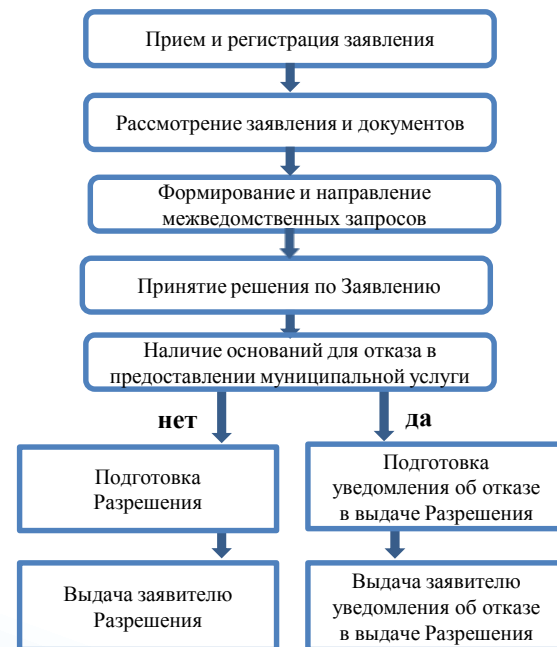 Прием и регистрация заявления
Рассмотрение заявления и документов
Формирование и направление
межведомственных запросов
Принятие решения по Заявлению
Наличие оснований для отказа в
предоставлении муниципальной услуги
нет
да
Подготовка
Разрешения
Подготовка
уведомления об отказе
в выдаче Разрешения
Выдача заявителю
Разрешения
Выдача заявителю
уведомления об отказе
в выдаче Разрешения